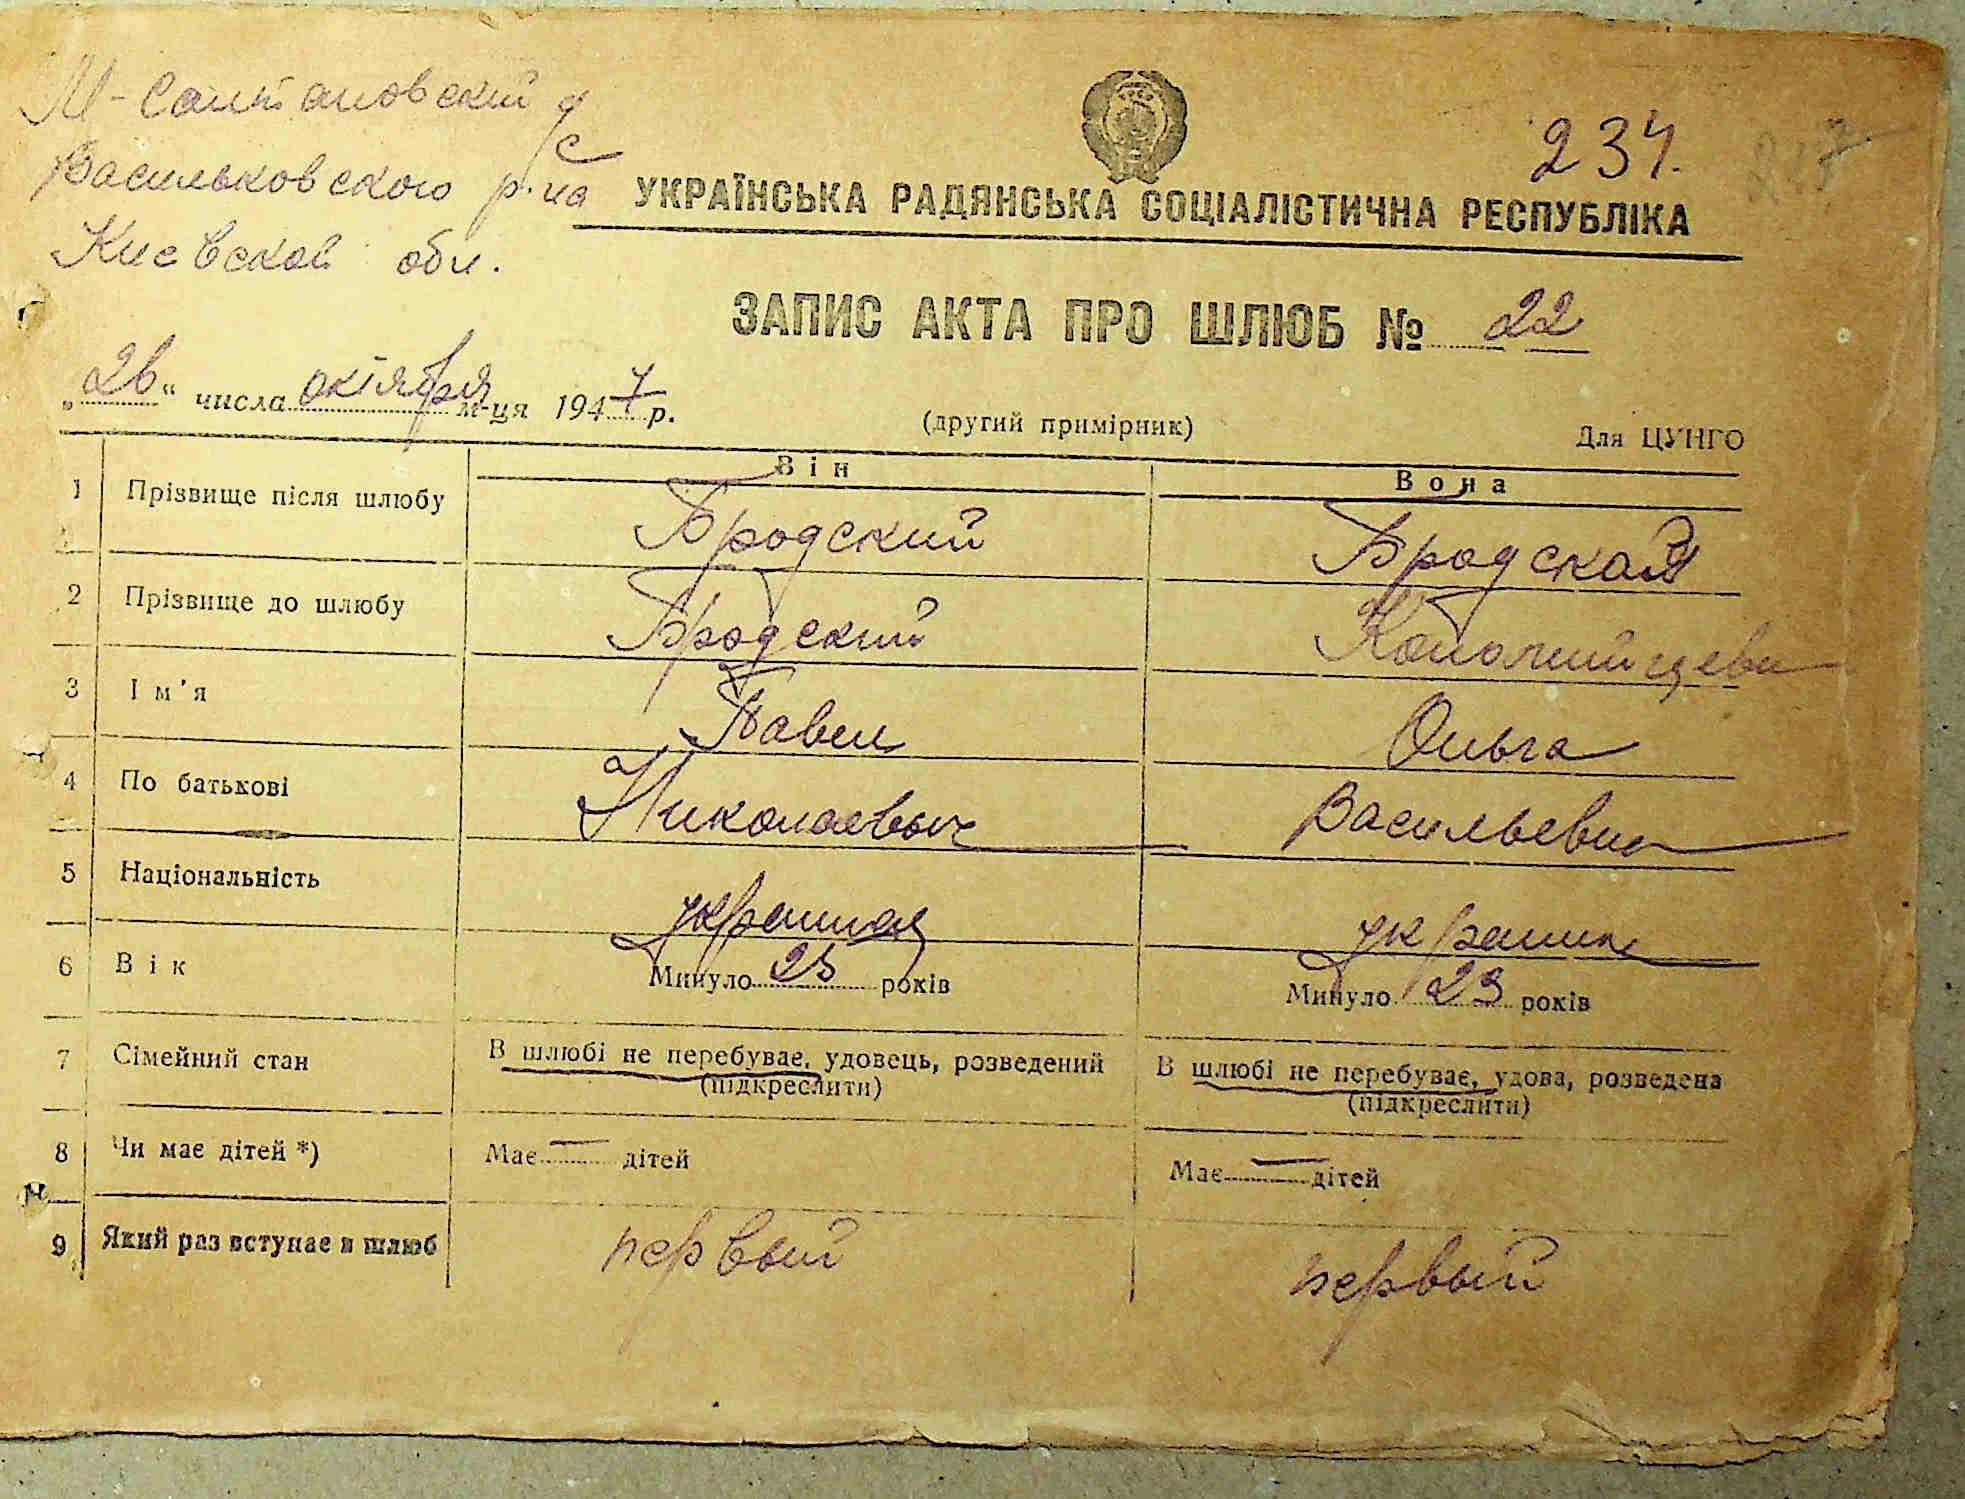 М-Салтановский с/с
Васильковского р-на
Киевской обл.
234.
УКРАЇНСЬКА РАДЯНСЬКА СОЦІАЛІСТИЧНА РЕСПУБЛІКА
ЗАПИС АКТА ПРО ШЛЮБ № 22
„26“ числа октября м-ця 1947 р.
(другий примірник)
Для ЦУНГО
Він Вона
1 Прізвище після шлюбу Бродский Бродская
2 Прізвище до шлюбу Бродский
3 Ім'я Павел Ольга
4 По батькові Николаевич Васильевна
5 Національність
6 Вік Минуло 25 років Минуло 23 років
7 Сімейний стан В шлюбі не перебуває, удовець, розведений В шлюбі не перебуває, удова, розведена
(підкреслити) (підкреслити)
8 Чи має дітей *) Має — дітей Має — дітей
9 Який раз вступає в шлюб первый первый